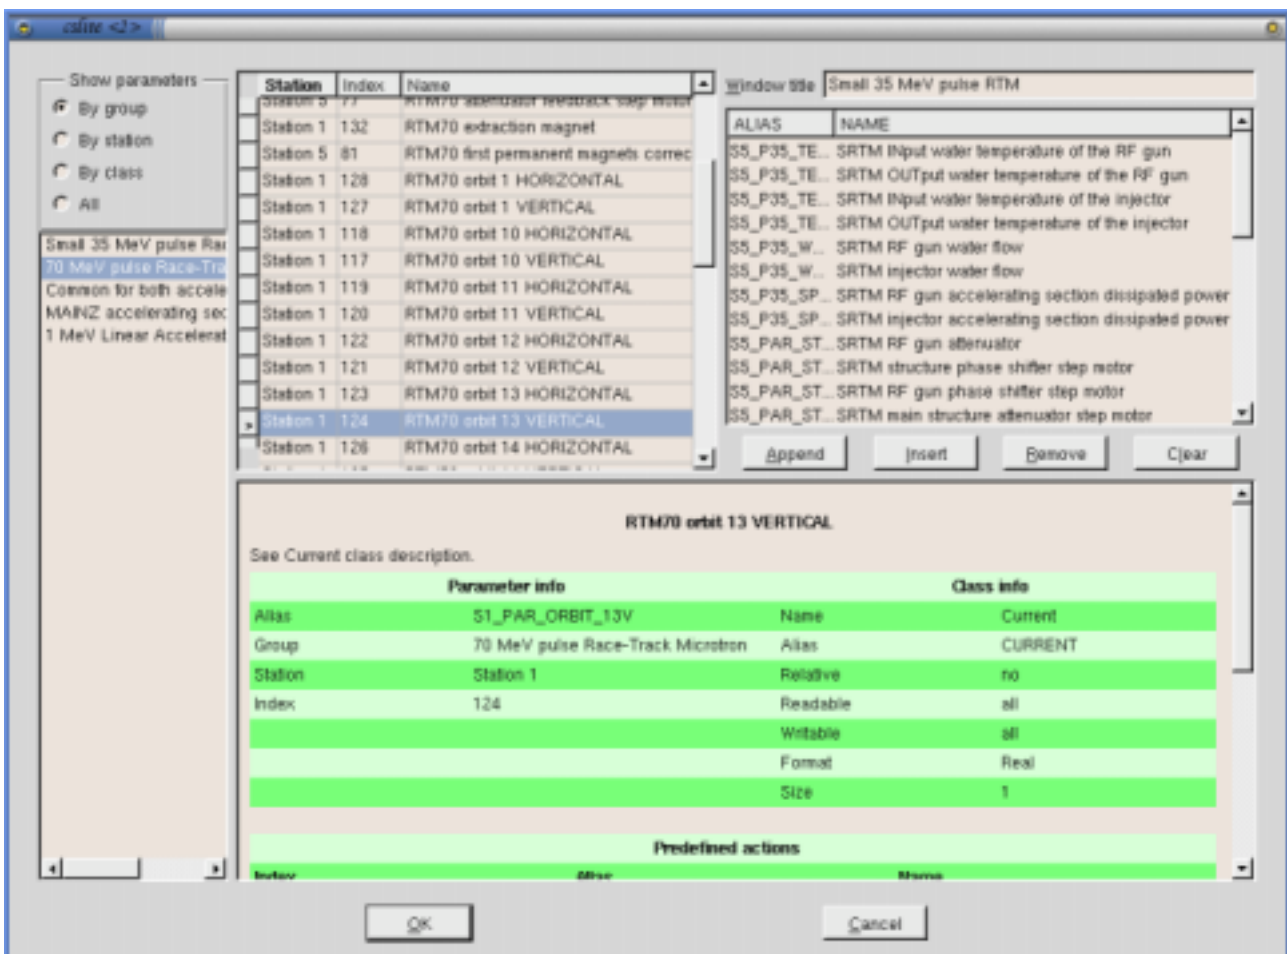 cslite <2>
Show parameters
By group
By station
By class
All
Small 35 MeV pulse Rac
70 MeV pulse Race-Tra
Common for both accele
MAINZ accelerating sec
1 MeV Linear Accelerat
Station Index Name
Station 5 77 RTM70 attenuator feedback step motor
Station 1 132 RTM70 extraction magnet
Station 5 81 RTM70 first permanent magnets correc
Station 1 128 RTM70 orbit 1 HORIZONTAL
Station 1 127 RTM70 orbit 1 VERTICAL
Station 1 118 RTM70 orbit 10 HORIZONTAL
Station 1 117 RTM70 orbit 10 VERTICAL
Station 1 119 RTM70 orbit 11 HORIZONTAL
Station 1 120 RTM70 orbit 11 VERTICAL
Station 1 122 RTM70 orbit 12 HORIZONTAL
Station 1 121 RTM70 orbit 12 VERTICAL
Station 1 123 RTM70 orbit 13 HORIZONTAL
Station 1 124 RTM70 orbit 13 VERTICAL
Station 1 126 RTM70 orbit 14 HORIZONTAL
Window title Small 35 MeV pulse RTM
ALIAS NAME
S5_P35_TE... SRTM INput water temperature of the RF gun
S5_P35_TE... SRTM OUTput water temperature of the RF gun
S5_P35_TE... SRTM INput water temperature of the injector
S5_P35_TE... SRTM OUTput water temperature of the injector
S5_P35_W... SRTM RF gun water flow
S5_P35_W... SRTM injector water flow
S5_P35_SP... SRTM RF gun accelerating section dissipated power
S5_P35_SP... SRTM injector accelerating section dissipated power
S5_PAR_ST... SRTM RF gun attenuator
S5_PAR_ST... SRTM structure phase shifter step motor
S5_PAR_ST... SRTM RF gun phase shifter step motor
S5_PAR_ST... SRTM main structure attenuator step motor
Append Insert Remove Clear
RTM70 orbit 13 VERTICAL
See Current class description.
Parameter info Class info
Alias S1_PAR_ORBIT_13V Name Current
Group 70 MeV pulse Race-Track Microtron Alias CURRENT
Station Station 1 Relative no
Index 124 Readable all
Writable all
Format Real
Size 1
Predefined actions
Index Alias Name
OK Cancel